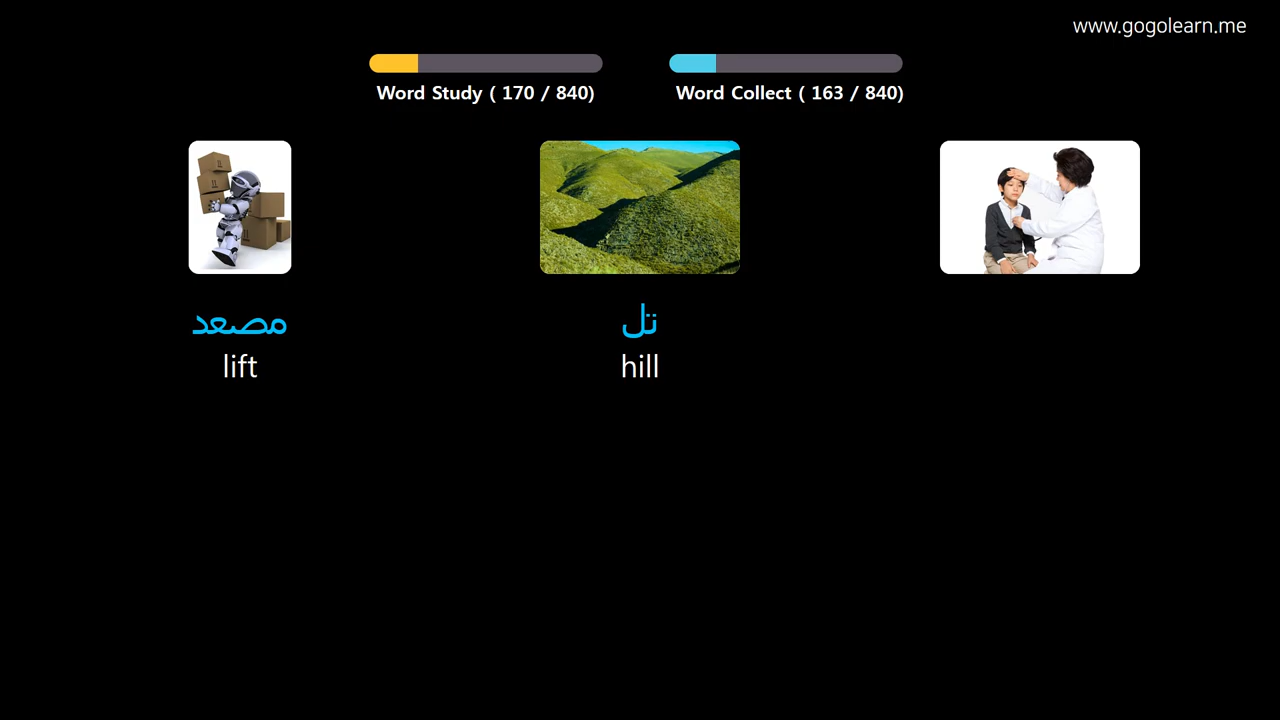 www.gogolearn.me
Word Study ( 170 / 840)
Word Collect ( 163 / 840)
مصعد
lift
تل
hill